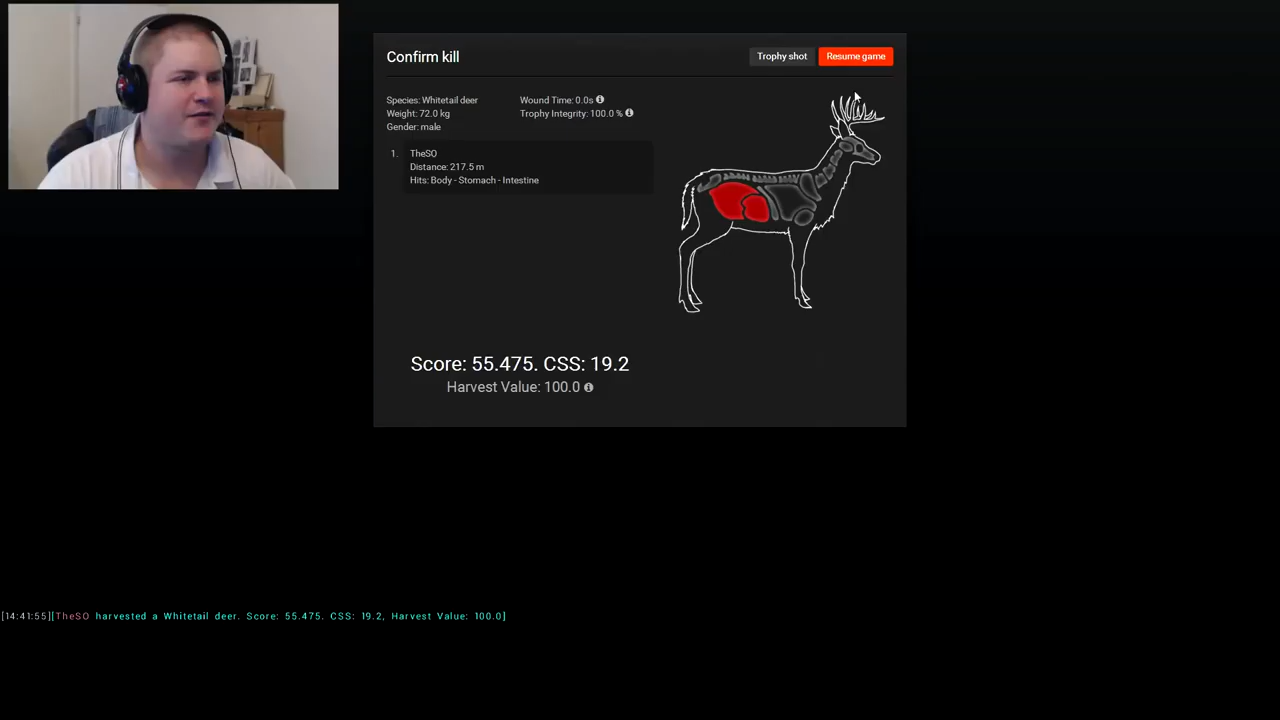 Confirm kill
Trophy shot
Resume game
Species: Whitetail deer
Weight: 72.0 kg
Gender: male
Wound Time: 0.0s
Trophy Integrity: 100.0 %
1.
TheSO
Distance: 217.5 m
Hits: Body - Stomach - Intestine
Score: 55.475. CSS: 19.2
Harvest Value: 100.0
[14:41:55][TheSO harvested a Whitetail deer. Score: 55.475. CSS: 19.2, Harvest Value: 100.0]